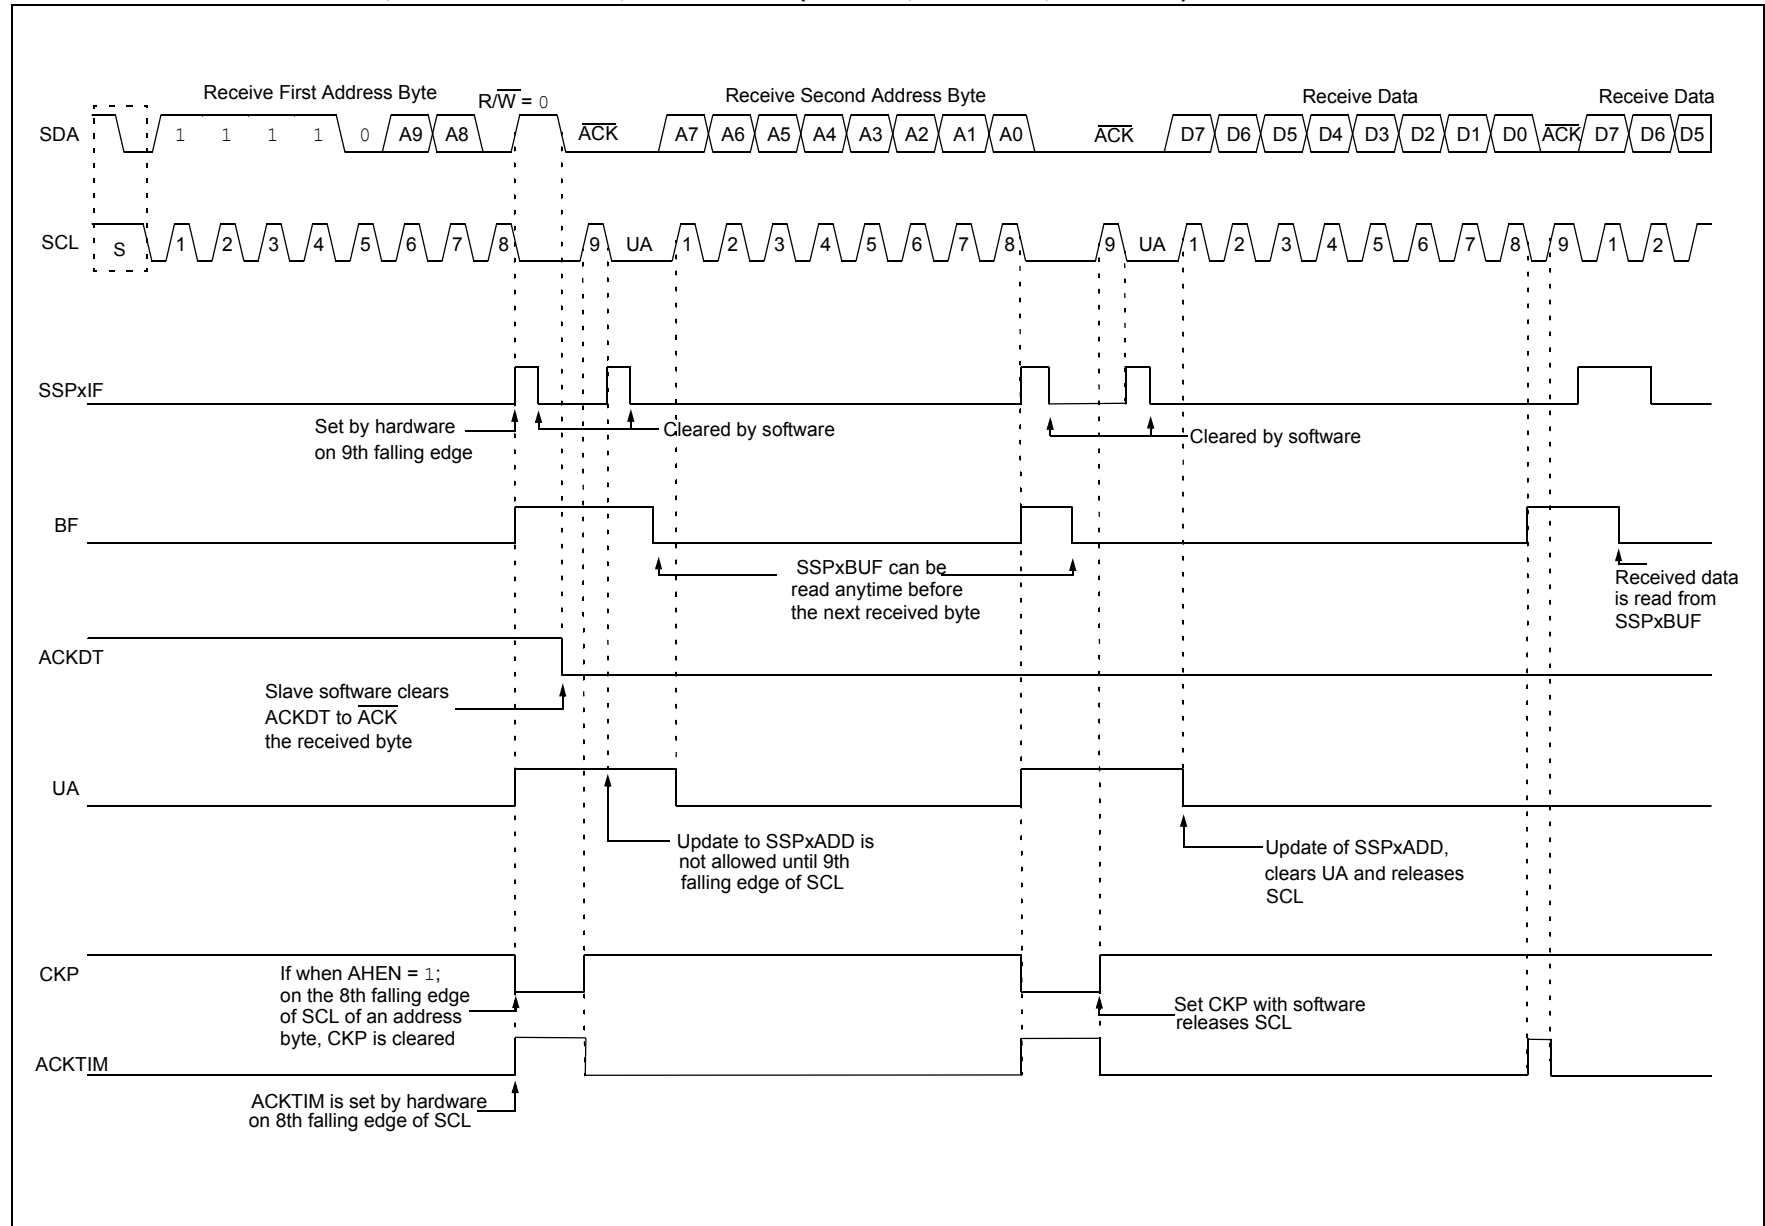 Receive First Address Byte
R/W = 0
Receive Second Address Byte
Receive Data
Receive Data
SDA
1 1 1 1 0 A9 A8
ACK
A7 A6 A5 A4 A3 A2 A1 A0
ACK
D7 D6 D5 D4 D3 D2 D1 D0
ACK
D7 D6 D5
SCL
S
1 2 3 4 5 6 7 8 9 UA 1 2 3 4 5 6 7 8 9 UA 1 2 3 4 5 6 7 8 9 1 2
SSPxIF
Set by hardware
on 9th falling edge
Cleared by software
Cleared by software
BF
SSPxBUF can be
read anytime before
the next received byte
Received data
is read from
SSPxBUF
ACKDT
Slave software clears
ACKDT to ACK
the received byte
UA
Update to SSPxADD is
not allowed until 9th
falling edge of SCL
Update of SSPxADD,
clears UA and releases
SCL
CKP
If when AHEN = 1;
on the 8th falling edge
of SCL of an address
byte, CKP is cleared
Set CKP with software
releases SCL
ACKTIM
ACKTIM is set by hardware
on 8th falling edge of SCL